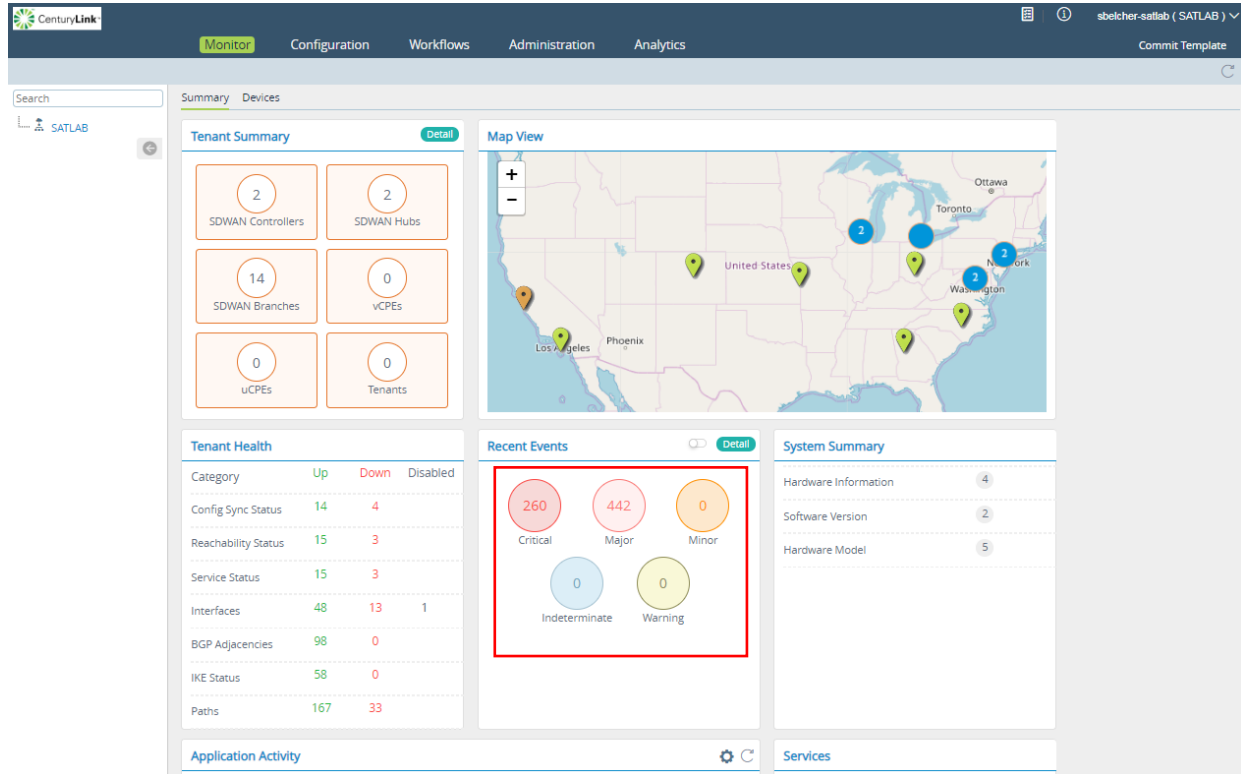 CenturyLink
sbelcher-satlab ( SATLAB )
Monitor Configuration Workflows Administration Analytics Commit Template
Search
SATLAB
Summary Devices
Tenant Summary Detail
2 2
SDWAN Controllers SDWAN Hubs
14 0
SDWAN Branches vCPEs
0 0
uCPEs Tenants
Map View
+
−
Ottawa
Toronto
2
2
United States
2
Washington
Phoenix
Tenant Health
Category Up Down Disabled
Config Sync Status 14 4
Reachability Status 15 3
Service Status 15 3
Interfaces 48 13 1
BGP Adjacencies 98 0
IKE Status 58 0
Paths 167 33
Recent Events Detail
260 442 0
Critical Major Minor
0 0
Indeterminate Warning
System Summary
Hardware Information 4
Software Version 2
Hardware Model 5
Application Activity
Services